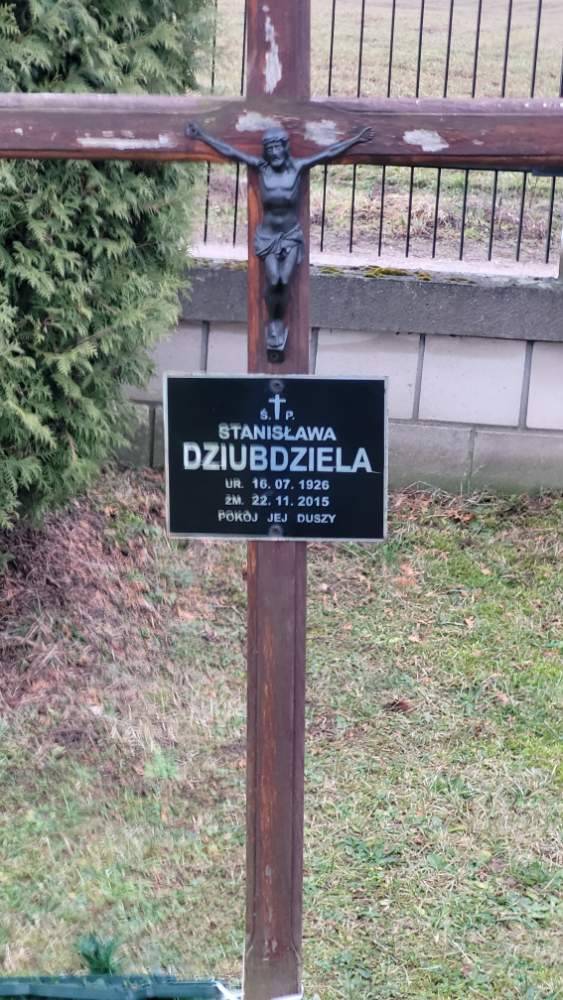 Ś. P.
STANISŁAWA
DZIUBDZIELA
UR. 16. 07. 1926
ZM. 22. 11. 2015
POKÓJ JEJ DUSZY